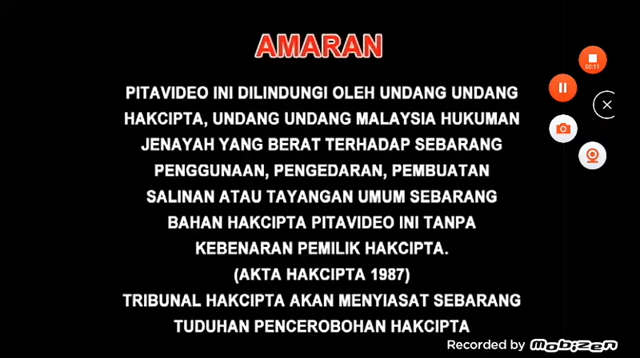 AMARAN
PITAVIDEO INI DILINDUNGI OLEH UNDANG UNDANG
HAKCIPTA, UNDANG UNDANG MALAYSIA HUKUMAN
JENAYAH YANG BERAT TERHADAP SEBARANG
PENGGUNAAN, PENGEDARAN, PEMBUATAN
SALINAN ATAU TAYANGAN UMUM SEBARANG
BAHAN HAKCIPTA PITAVIDEO INI TANPA
KEBENARAN PEMILIK HAKCIPTA.
(AKTA HAKCIPTA 1987)
TRIBUNAL HAKCIPTA AKAN MENYIASAT SEBARANG
TUDUHAN PENCEROBOHAN HAKCIPTA
00:11
Recorded by Mobizen